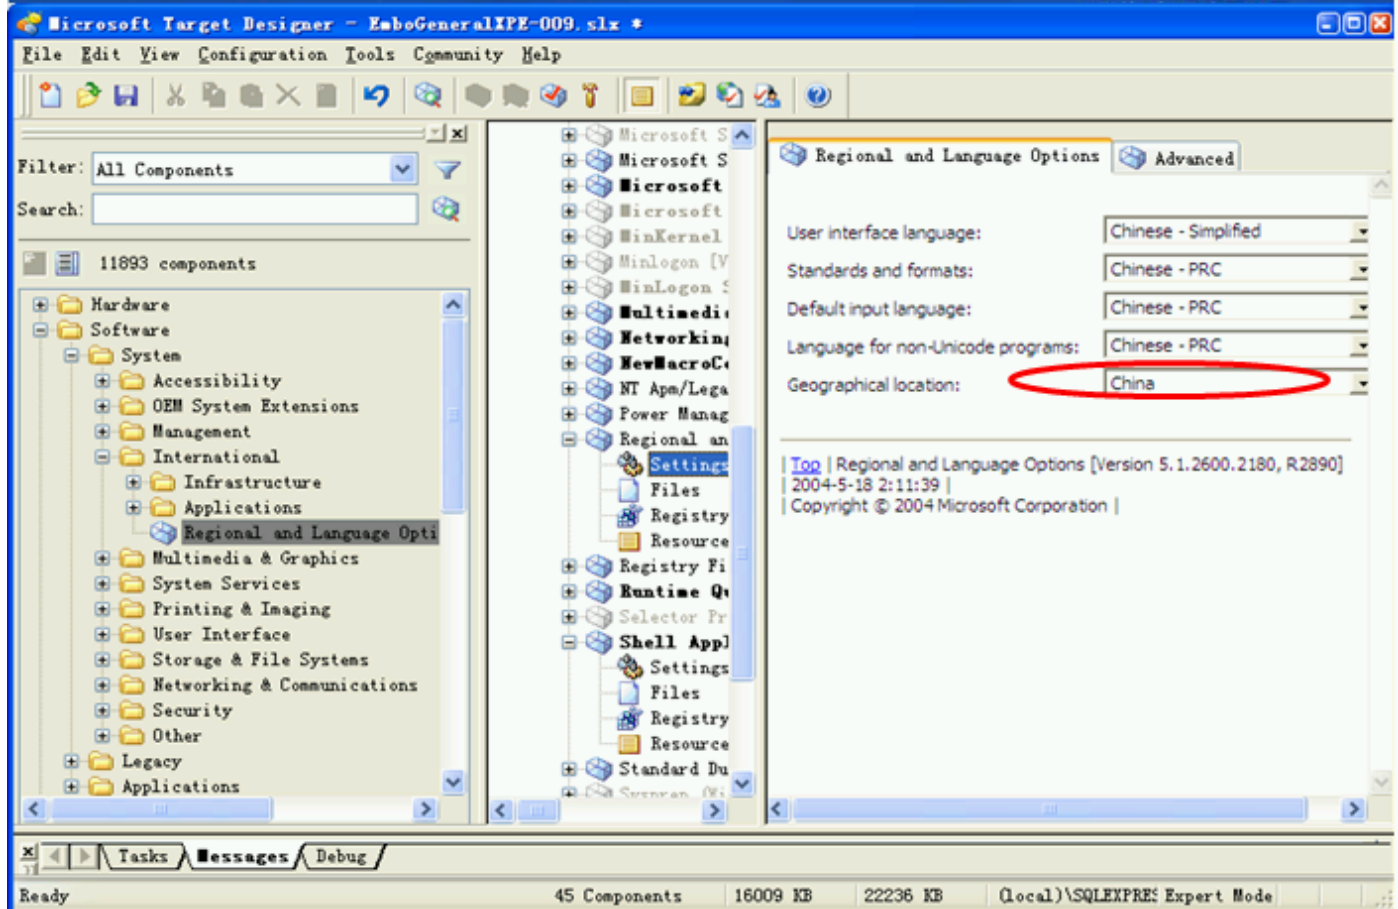 Microsoft Target Designer - EmboGeneralXPE-009.slx *
File Edit View Configuration Tools Community Help
Filter: All Components
Search:
11893 components
Hardware
Software
System
Accessibility
OEM System Extensions
Management
International
Infrastructure
Applications
Regional and Language Opti
Multimedia & Graphics
System Services
Printing & Imaging
User Interface
Storage & File Systems
Networking & Communications
Security
Other
Legacy
Applications
Microsoft S
Microsoft S
Microsoft
Microsoft
WinKernel
Minlogon [V
WinLogon S
Multimedi
Networking
NewMacroCo
NT Apm/Lega
Power Manag
Regional an
Settings
Files
Registry
Resource
Registry Fi
Runtime Qu
Selector Pr
Shell Appl
Settings
Files
Registry
Resource
Standard Du
Regional and Language Options Advanced
User interface language: Chinese - Simplified
Standards and formats: Chinese - PRC
Default input language: Chinese - PRC
Language for non-Unicode programs: Chinese - PRC
Geographical location: China
| Top | Regional and Language Options [Version 5.1.2600.2180, R2890]
| 2004-5-18 2:11:39 |
| Copyright © 2004 Microsoft Corporation |
Tasks Messages Debug
Ready 45 Components 16009 KB 22236 KB (local)\SQLEXPRES Expert Mode